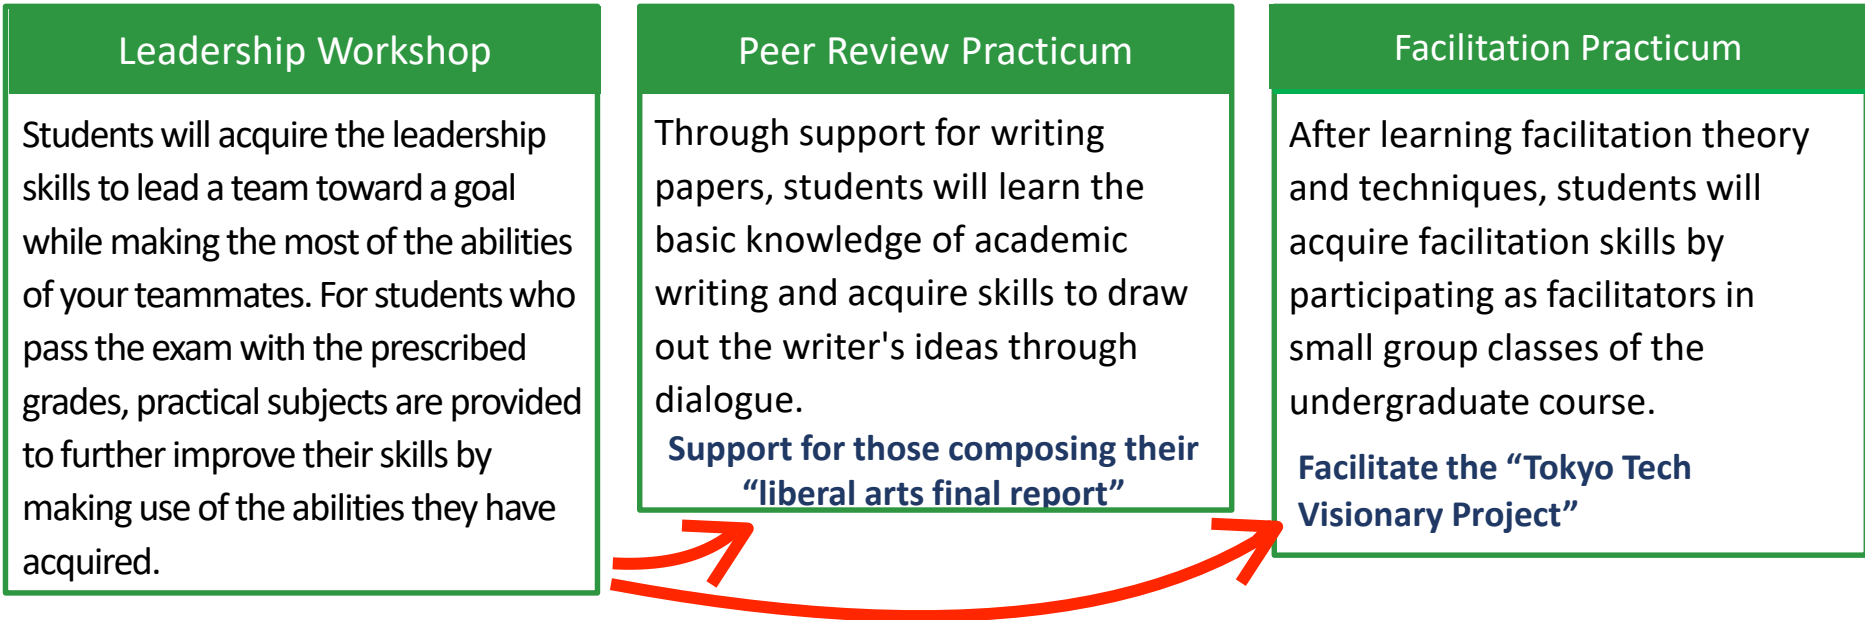 Leadership Workshop
Students will acquire the leadership
skills to lead a team toward a goal
while making the most of the abilities
of your teammates. For students who
pass the exam with the prescribed
grades, practical subjects are provided
to further improve their skills by
making use of the abilities they have
acquired.
Peer Review Practicum
Through support for writing
papers, students will learn the
basic knowledge of academic
writing and acquire skills to draw
out the writer's ideas through
dialogue.
Support for those composing their
“liberal arts final report”
Facilitation Practicum
After learning facilitation theory
and techniques, students will
acquire facilitation skills by
participating as facilitators in
small group classes of the
undergraduate course.
Facilitate the “Tokyo Tech
Visionary Project”